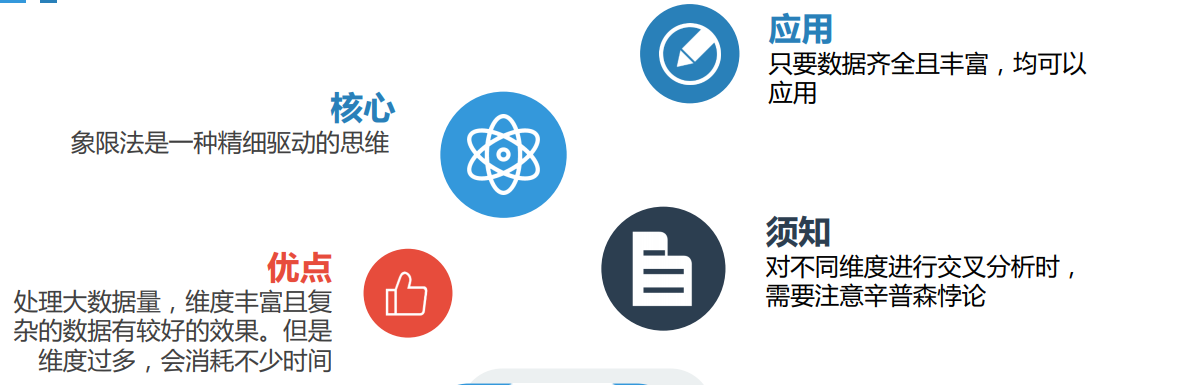 应用
只要数据齐全且丰富，均可以
应用
核心
象限法是一种精细驱动的思维
须知
对不同维度进行交叉分析时，
需要注意辛普森悖论
优点
处理大数据量，维度丰富且复
杂的数据有较好的效果。但是
维度过多，会消耗不少时间